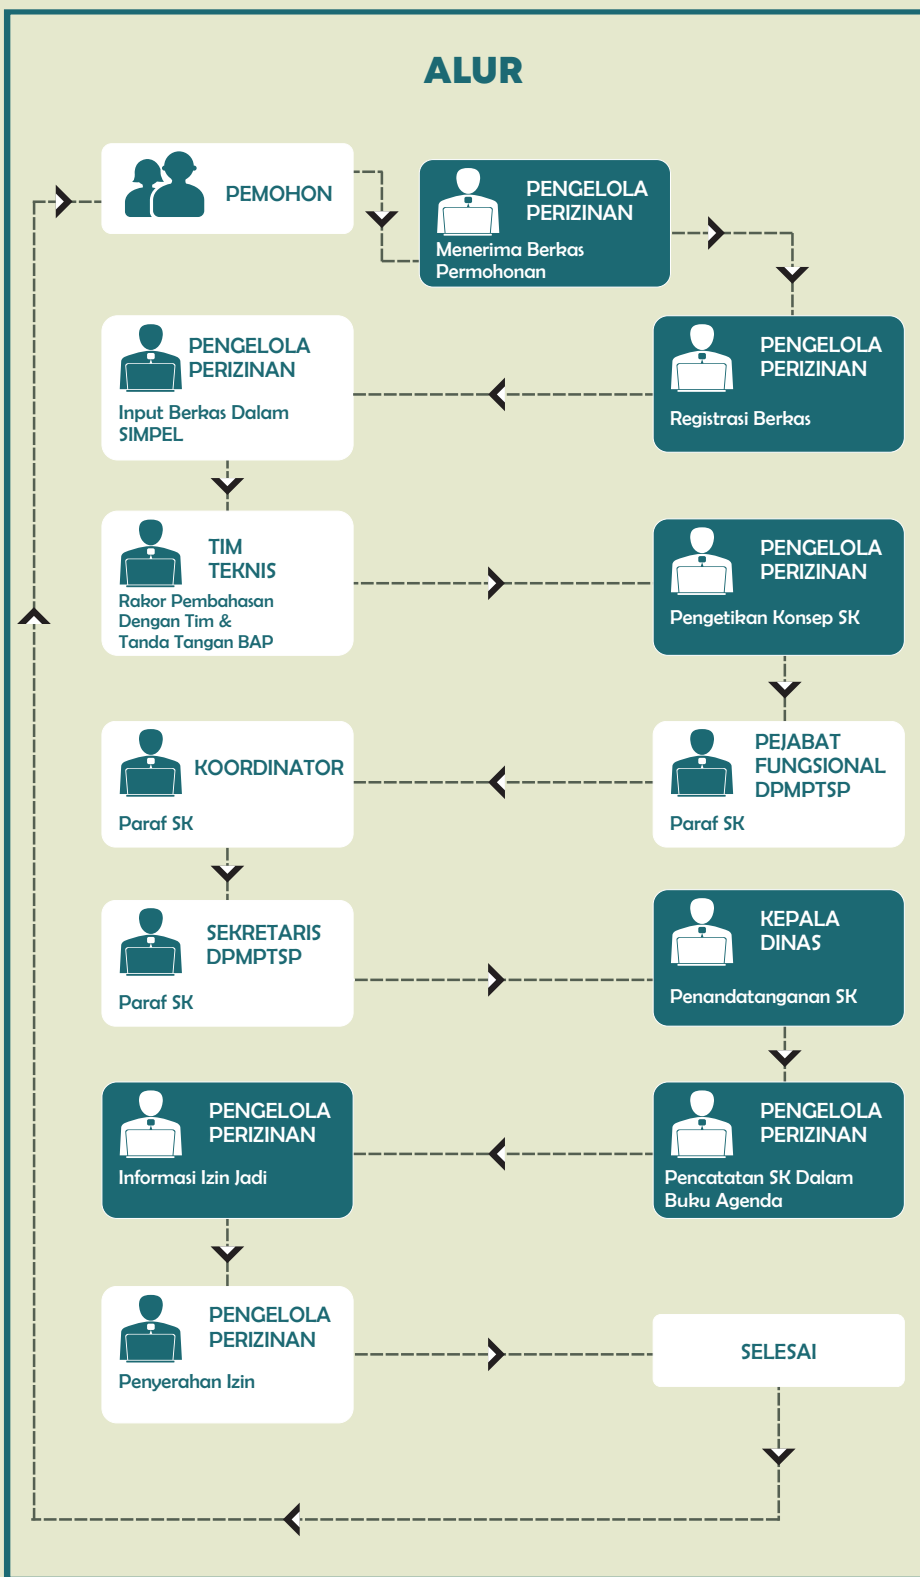 ALUR
PEMOHON
PENGELOLA
PERIZINAN
Menerima Berkas
Permohonan
PENGELOLA
PERIZINAN
Registrasi Berkas
PENGELOLA
PERIZINAN
Input Berkas Dalam
SIMPEL
TIM
TEKNIS
Rakor Pembahasan
Dengan Tim &
Tanda Tangan BAP
PENGELOLA
PERIZINAN
Pengetikan Konsep SK
PEJABAT
FUNGSIONAL
DPMPTSP
Paraf SK
KOORDINATOR
Paraf SK
SEKRETARIS
DPMPTSP
Paraf SK
KEPALA
DINAS
Penandatanganan SK
PENGELOLA
PERIZINAN
Pencatatan SK Dalam
Buku Agenda
PENGELOLA
PERIZINAN
Informasi Izin Jadi
PENGELOLA
PERIZINAN
Penyerahan Izin
SELESAI